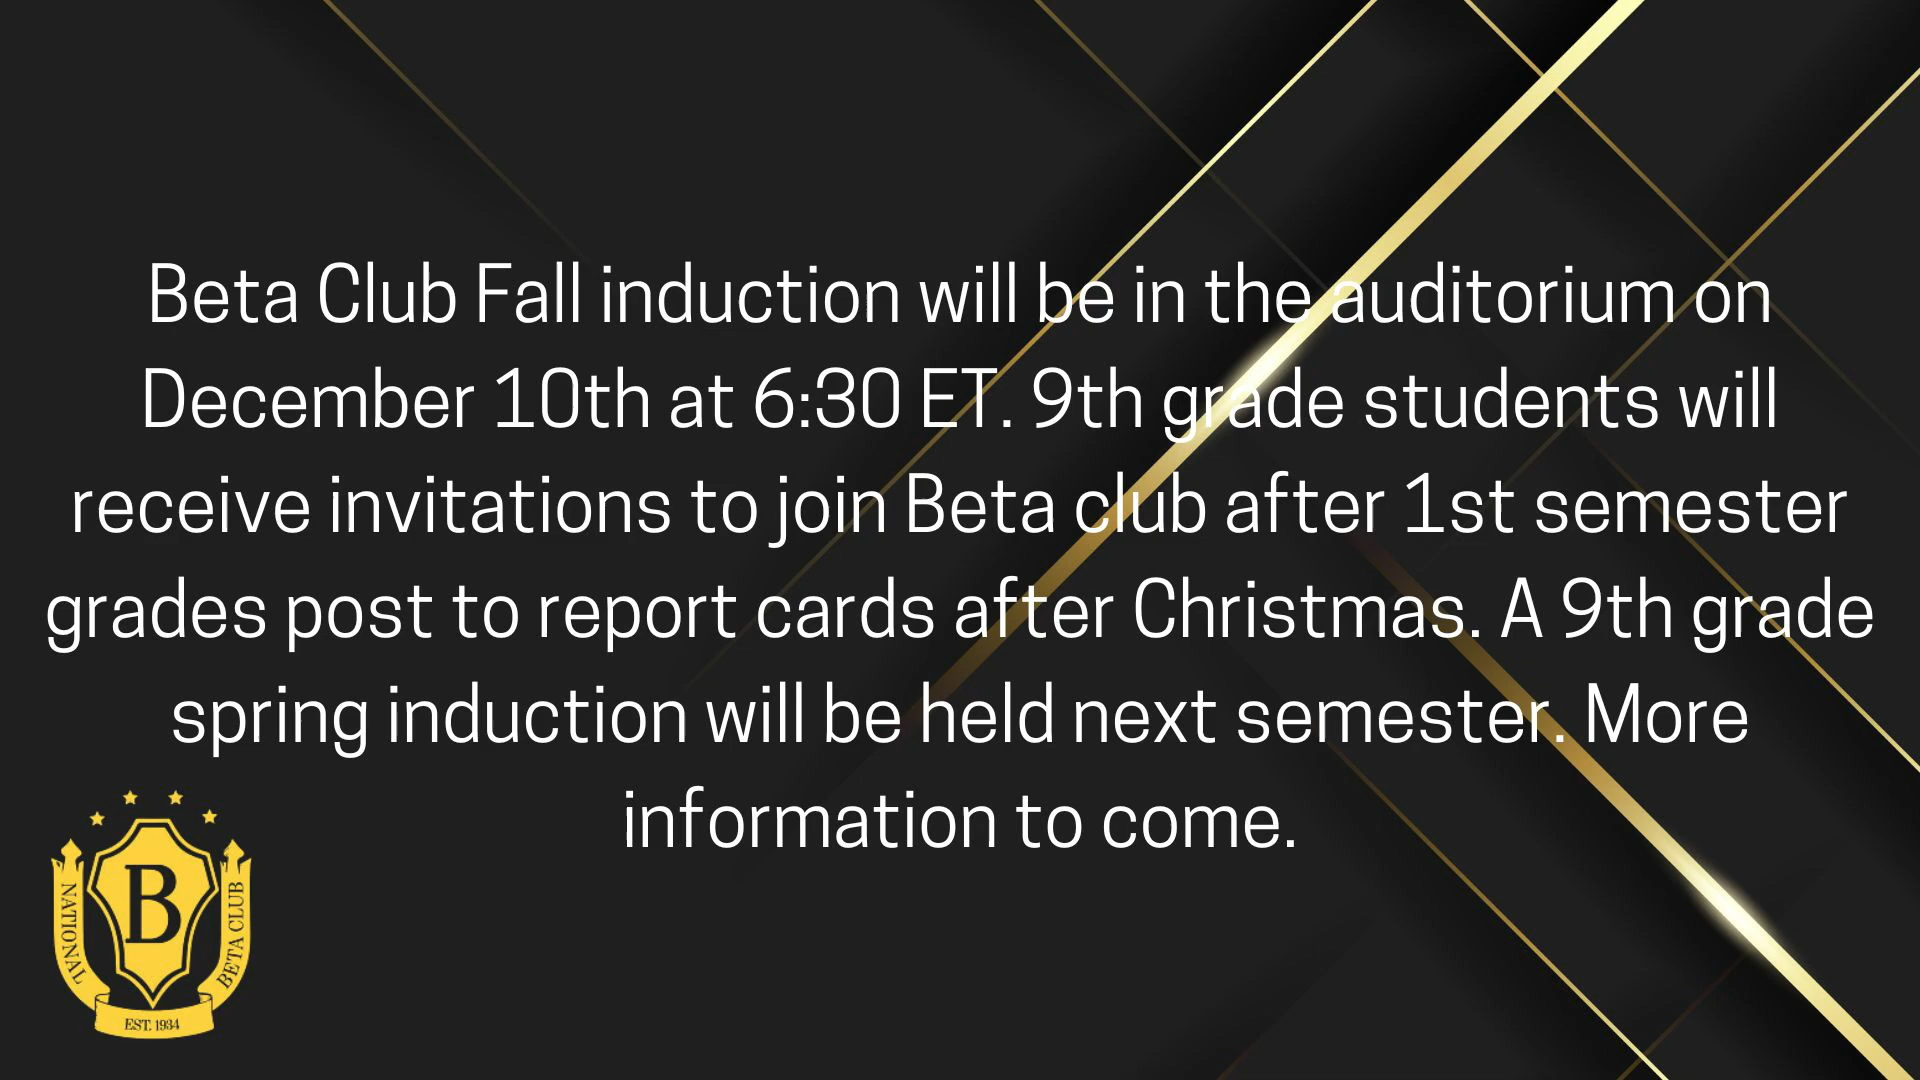 Beta Club Fall induction will be in the auditorium on
December 10th at 6:30 ET. 9th grade students will
receive invitations to join Beta club after 1st semester
grades post to report cards after Christmas. A 9th grade
spring induction will be held next semester. More
information to come.
B
NATIONAL
BETA CLUB
EST. 1934